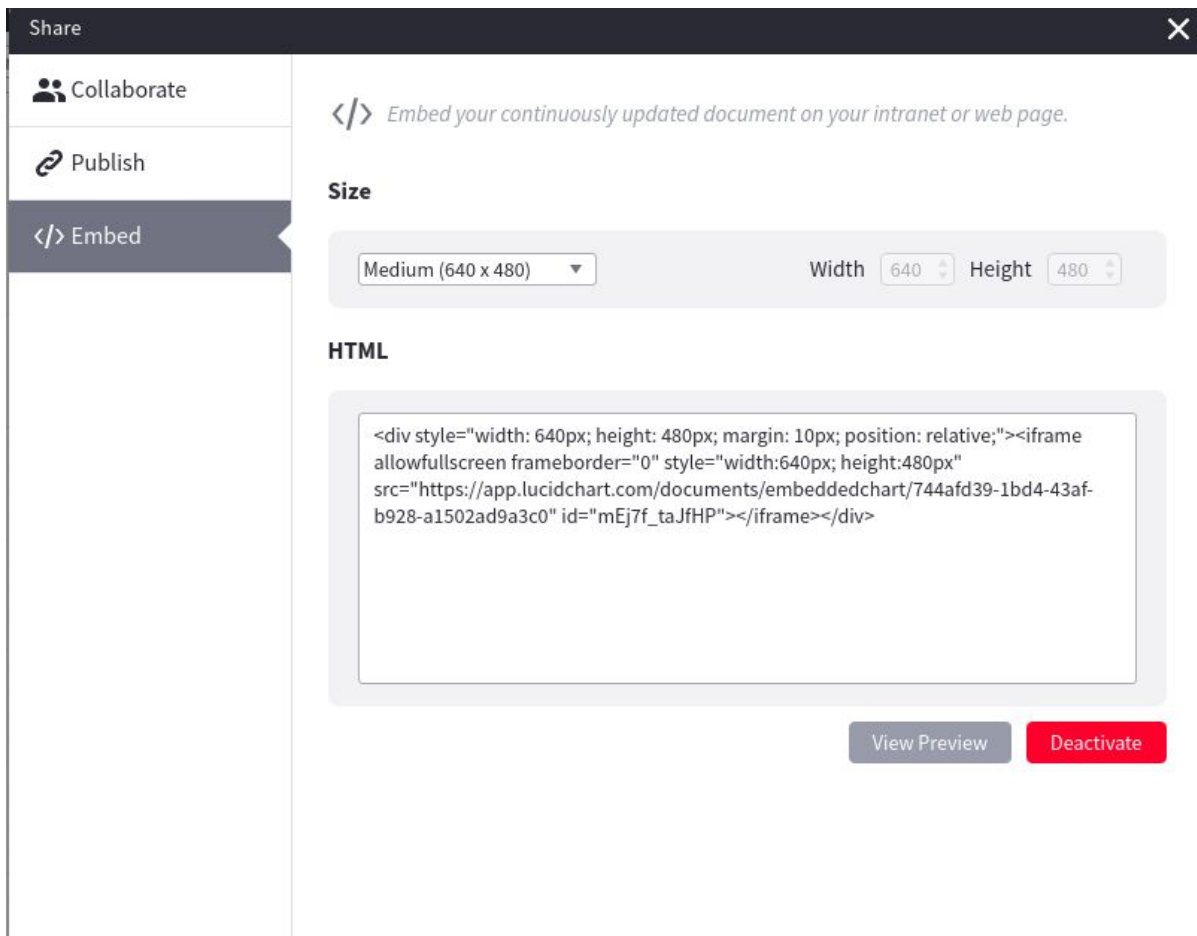 Share
Collaborate
Publish
</> Embed
</> Embed your continuously updated document on your intranet or web page.
Size
Medium (640 x 480)
Width 640 Height 480
HTML
<div style="width: 640px; height: 480px; margin: 10px; position: relative;"><iframe
allowfullscreen frameborder="0" style="width:640px; height:480px"
src="https://app.lucidchart.com/documents/embeddedchart/744afd39-1bd4-43af-
b928-a1502ad9a3c0" id="mEj7f_taJfHP"></iframe></div>
View Preview Deactivate